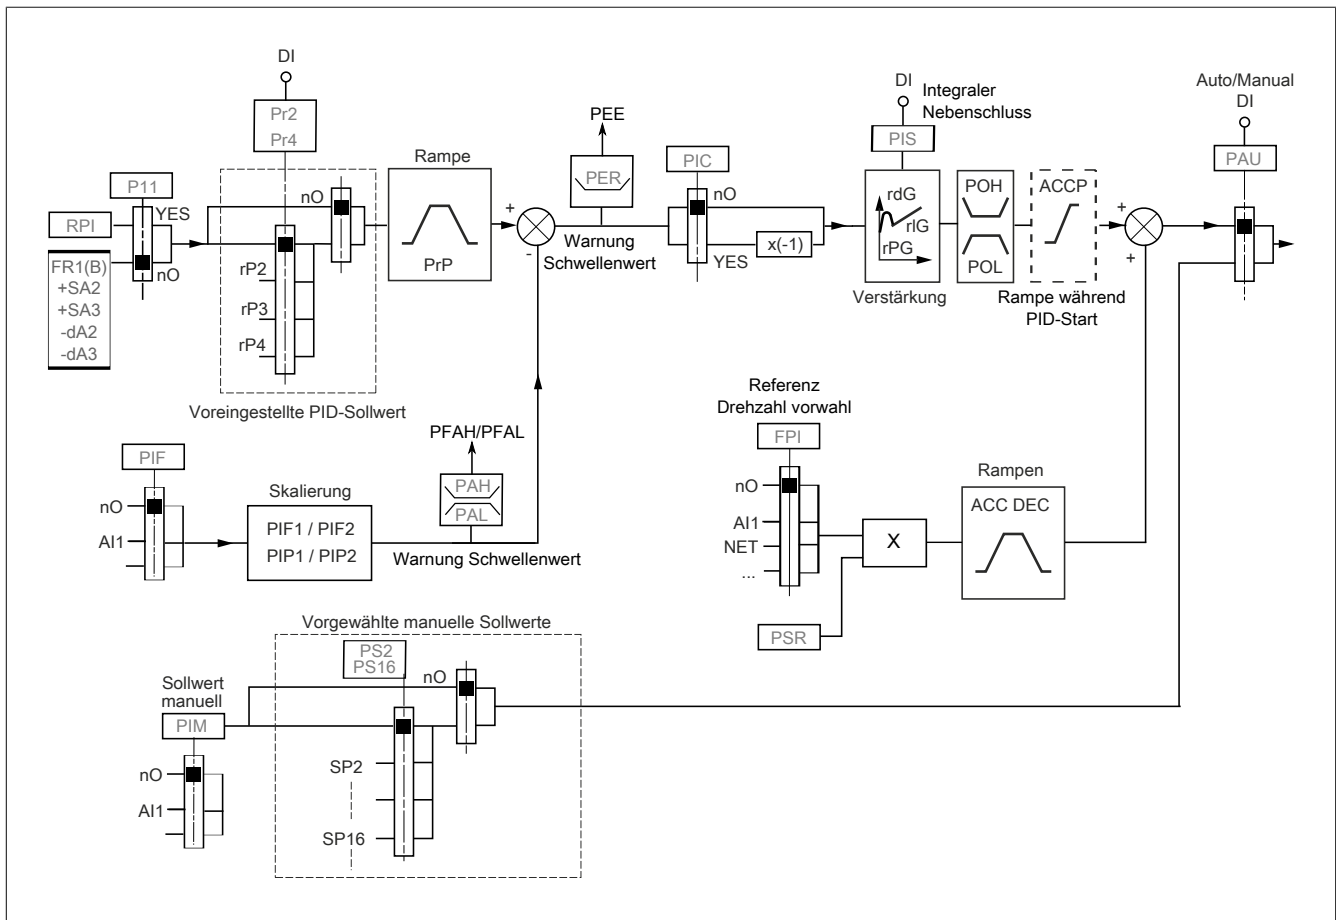 DI
Pr2
Pr4
P11
YES
RPI
nO
FR1(B)
+SA2
+SA3
-dA2
-dA3
nO
rP2
rP3
rP4
Voreingestellte PID-Sollwert
Rampe
PrP
+
-
PEE
PER
Warnung
Schwellenwert
PIC
nO
YES
x(-1)
DI
Integraler
Nebenschluss
PIS
rdG
rIG
rPG
Verstärkung
POH
POL
ACCP
Rampe während
PID-Start
+
+
Auto/Manual
DI
PAU
PIF
nO
AI1
Skalierung
PIF1 / PIF2
PIP1 / PIP2
PFAH/PFAL
PAH
PAL
Warnung Schwellenwert
Referenz
Drehzahl vorwahl
FPI
nO
AI1
NET
...
X
PSR
Rampen
ACC DEC
Vorgewählte manuelle Sollwerte
PS2
PS16
nO
Sollwert
manuell
PIM
nO
AI1
SP2
SP16